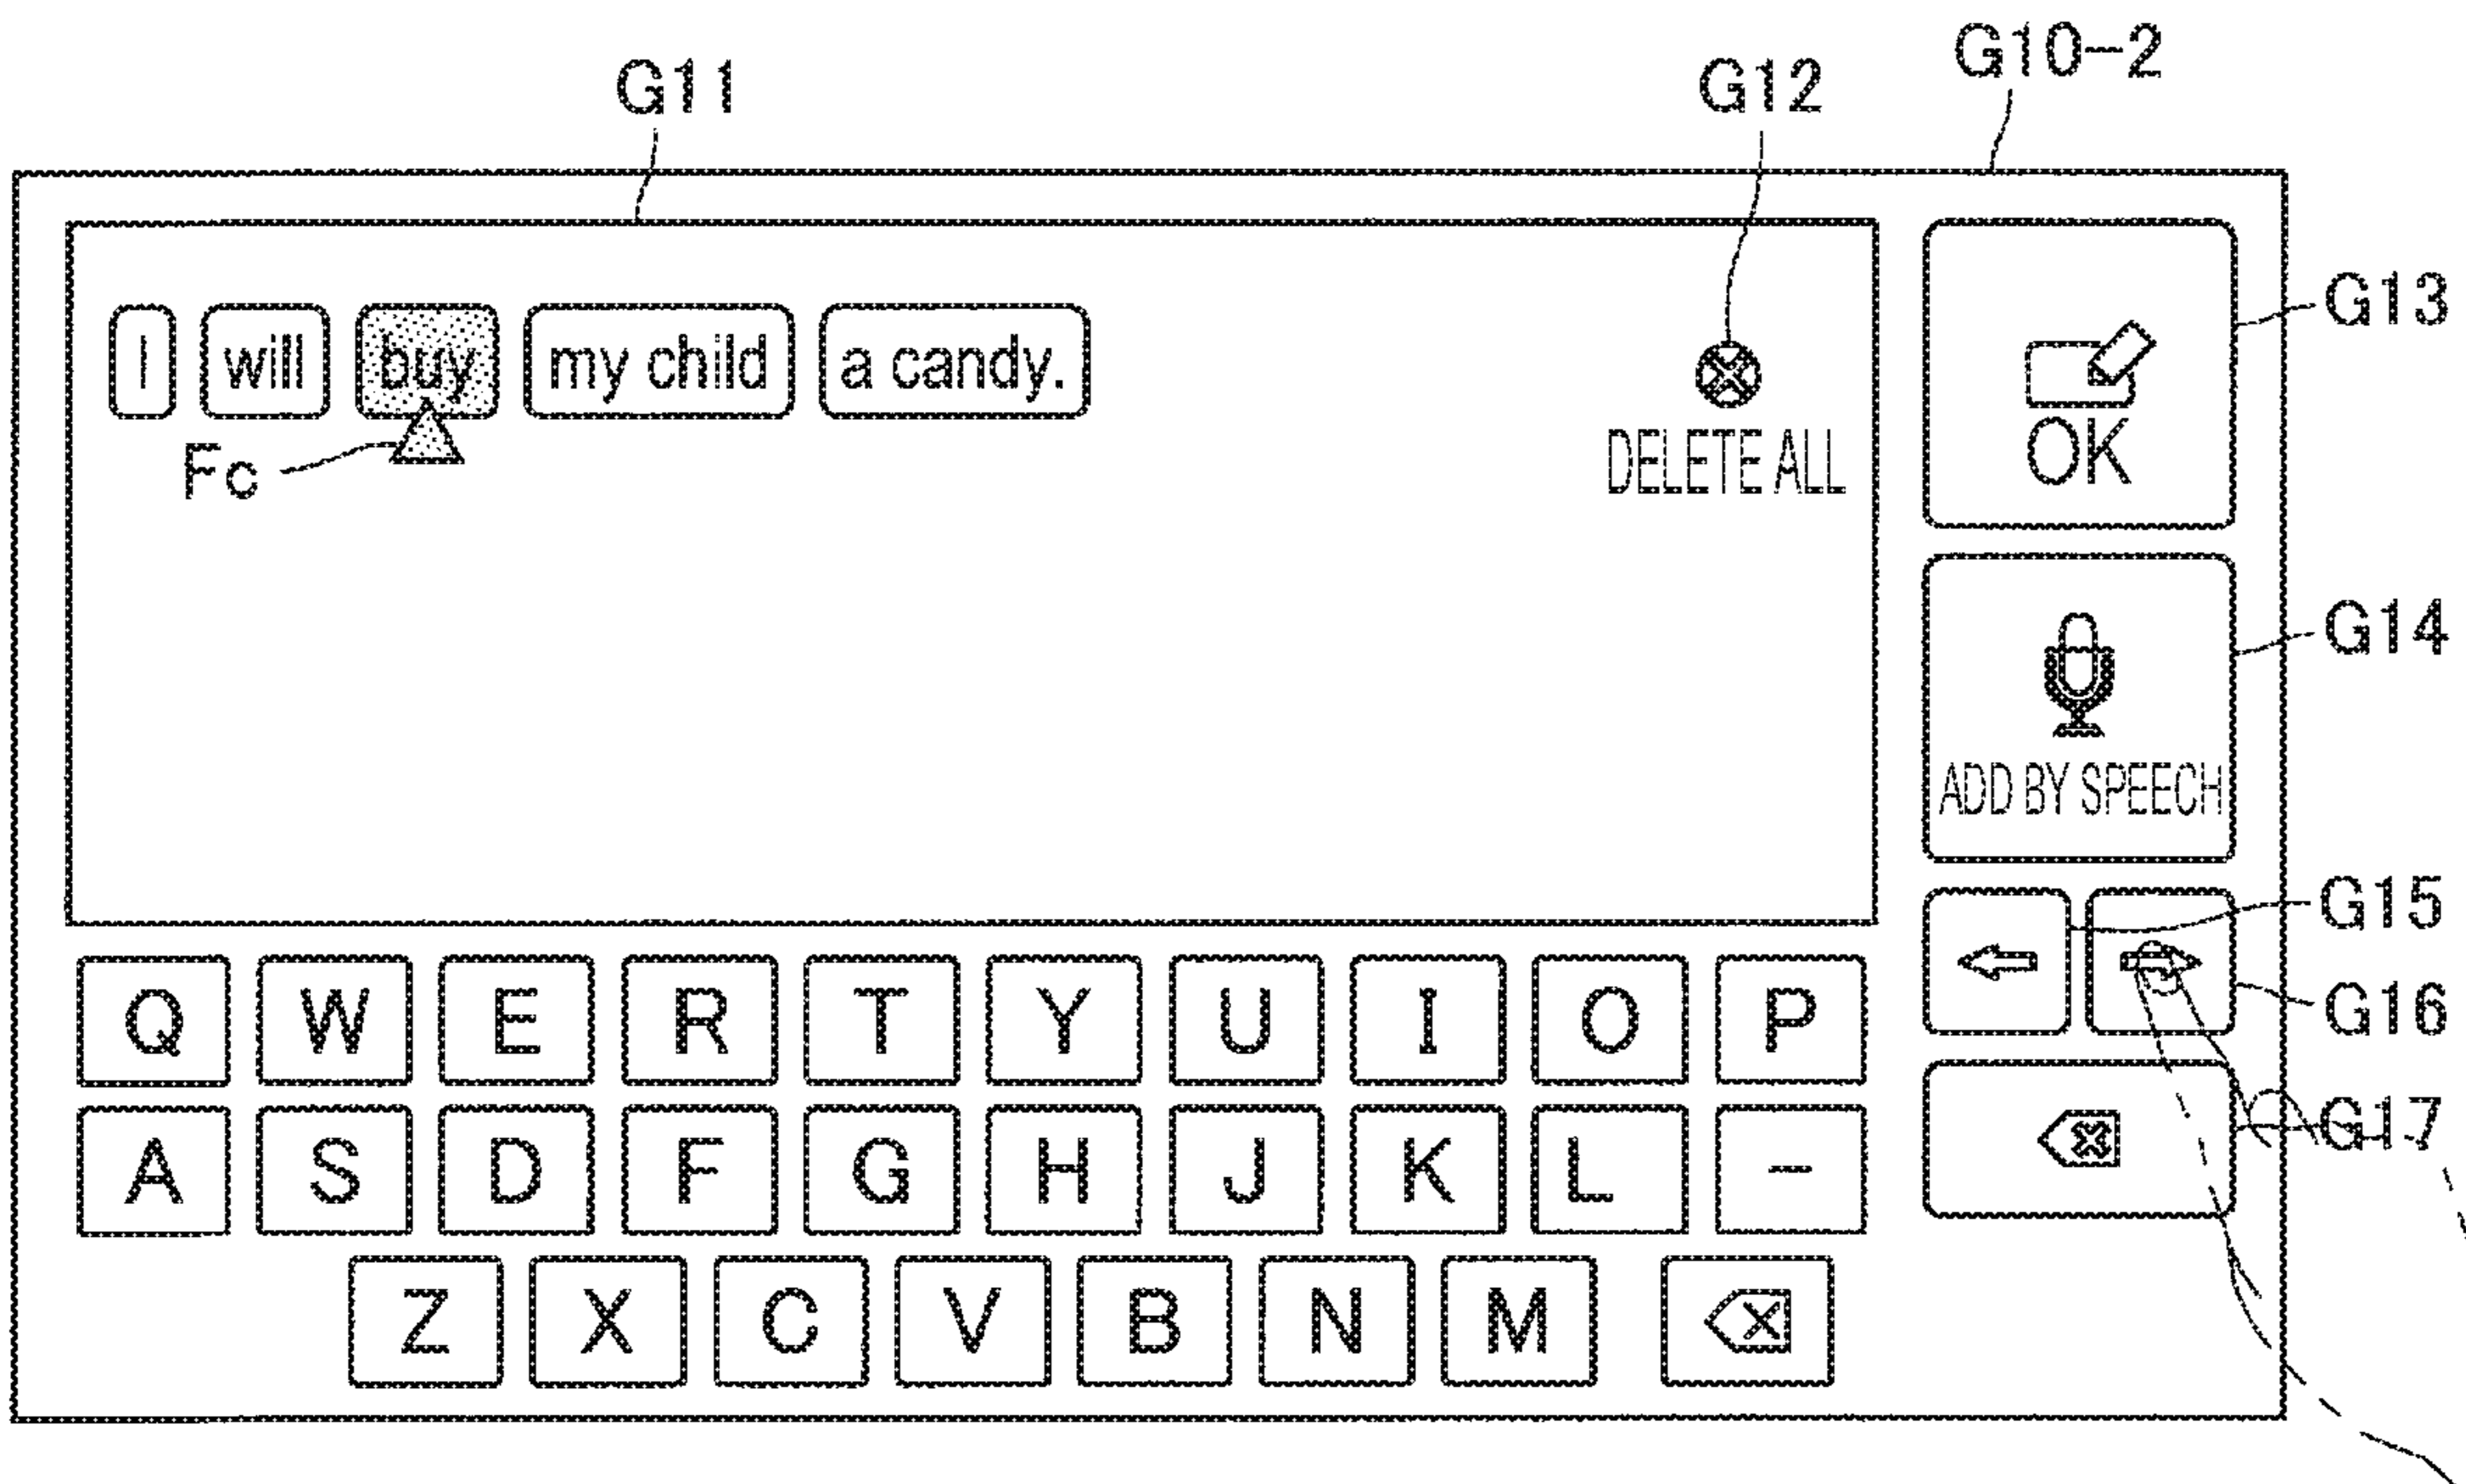 G10-2
G11
G12
I will buy my child a candy.
Fc
DELETE ALL
OK
G13
ADD BY SPEECH
G14
G15
G16
G17
Q W E R T Y U I O P
A S D F G H J K L -
Z X C V B N M